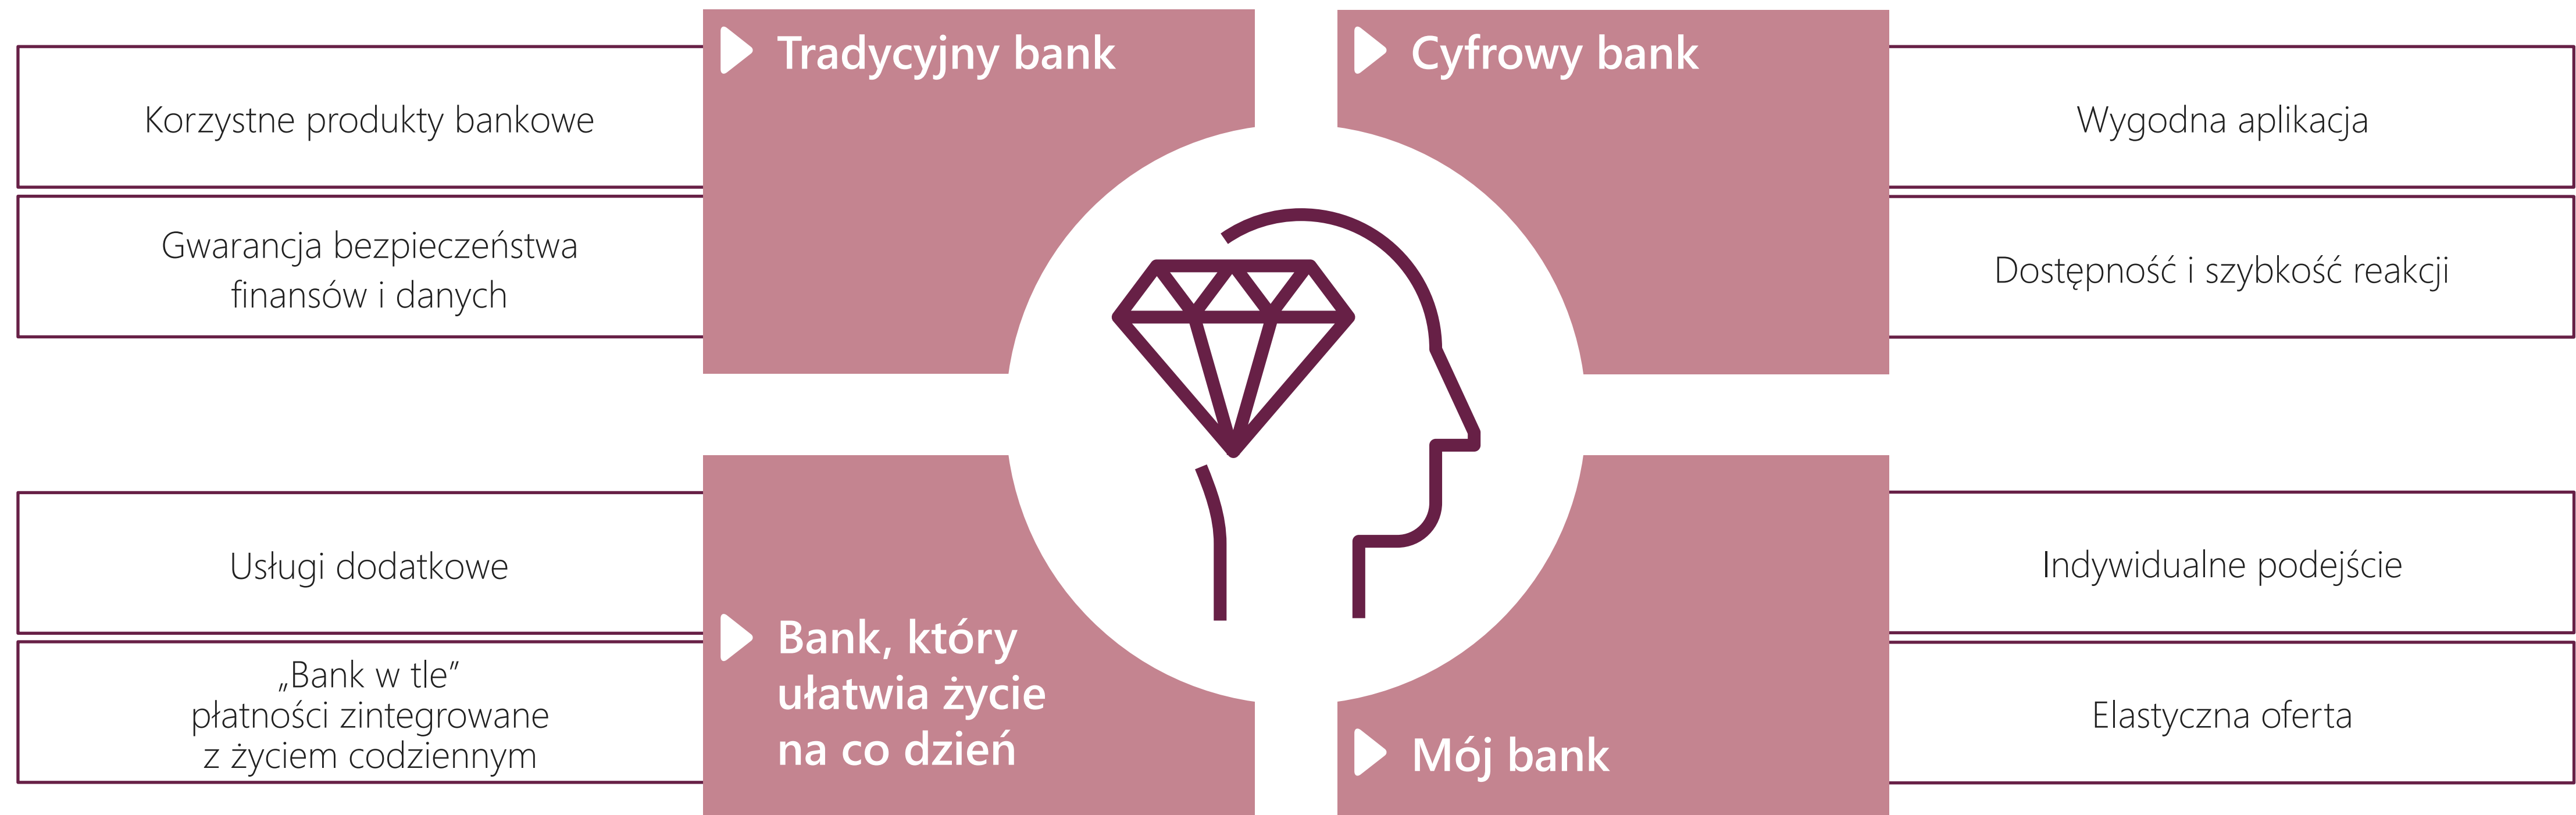 Tradycyjny bank
Korzystne produkty bankowe
Gwarancja bezpieczeństwa
finansów i danych
Cyfrowy bank
Wygodna aplikacja
Dostępność i szybkość reakcji
Usługi dodatkowe
„Bank w tle”
płatności zintegrowane
z życiem codziennym
Bank, który
ułatwia życie
na co dzień
Mój bank
Indywidualne podejście
Elastyczna oferta